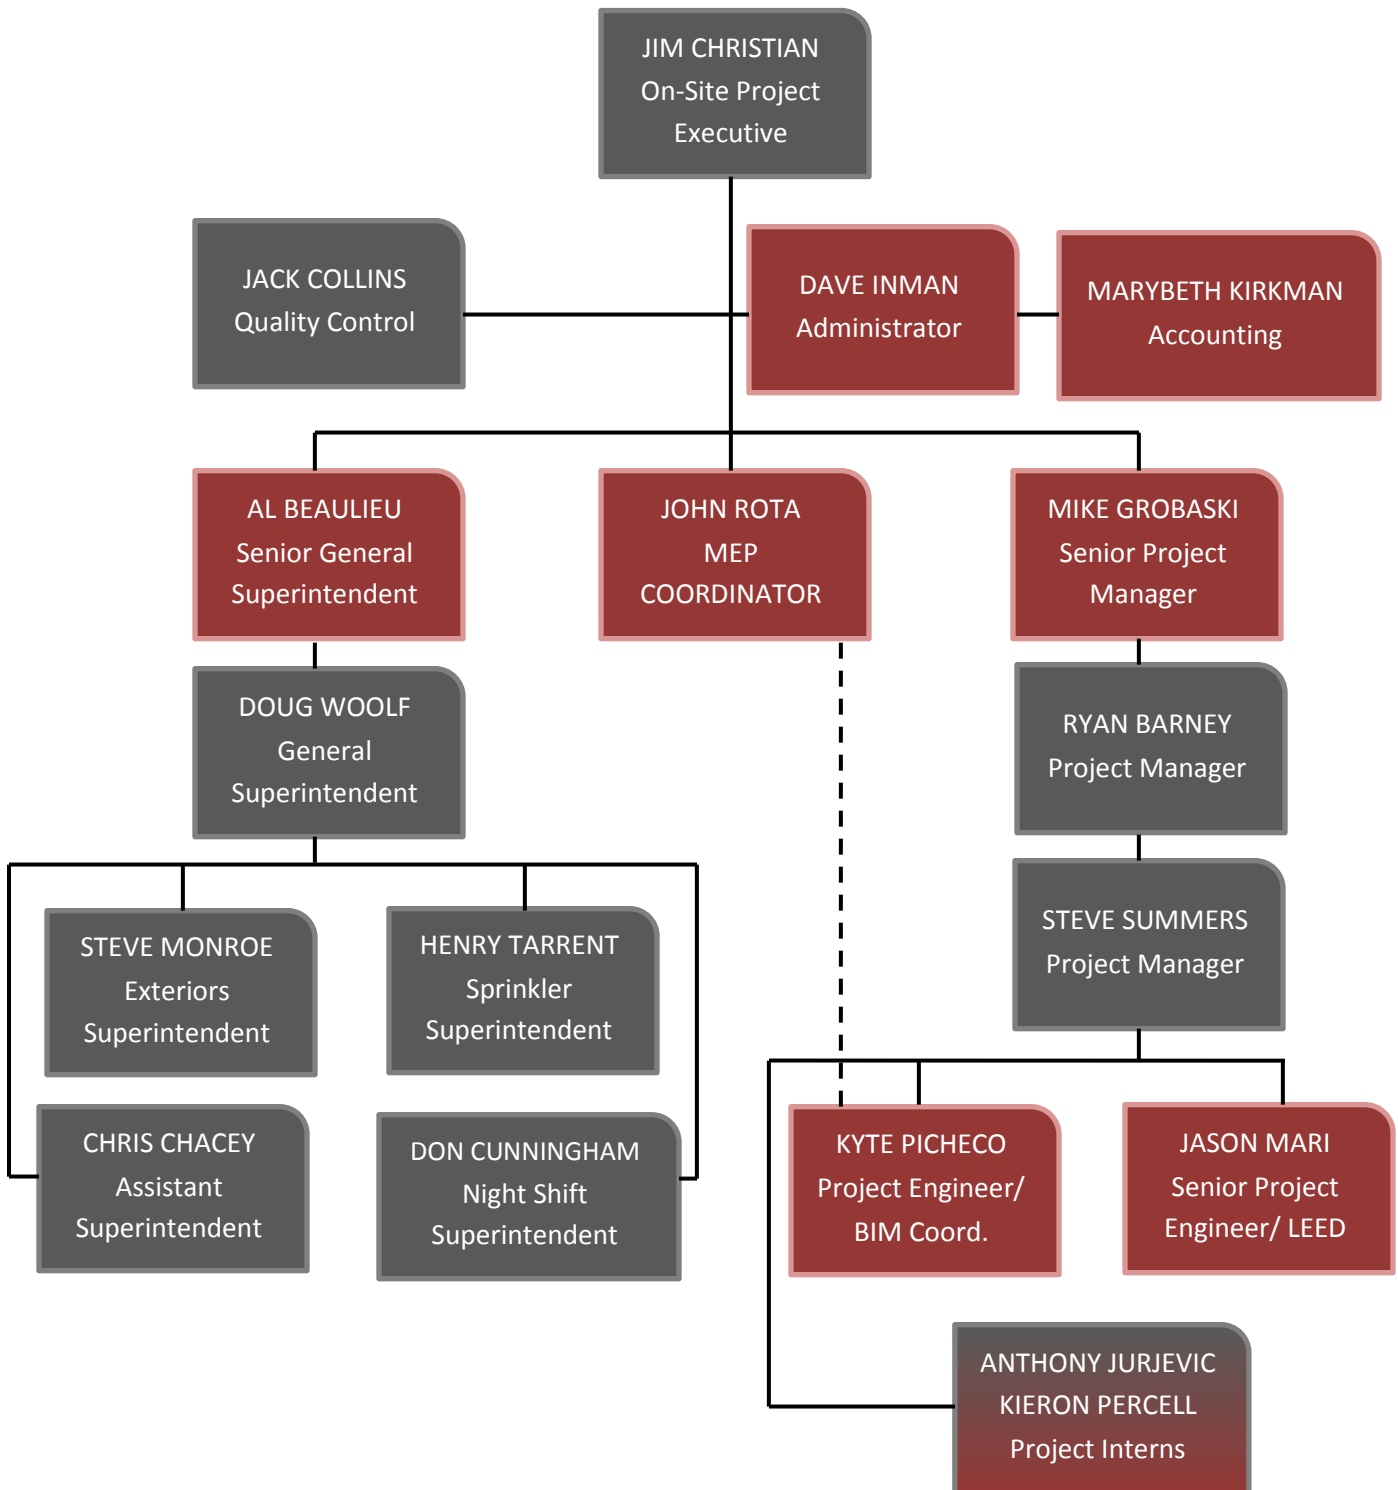 JIM CHRISTIAN
On-Site Project
Executive
JACK COLLINS
Quality Control
DAVE INMAN
Administrator
MARYBETH KIRKMAN
Accounting
AL BEAULIEU
Senior General
Superintendent
JOHN ROTA
MEP
COORDINATOR
MIKE GROBASKI
Senior Project
Manager
DOUG WOOLF
General
Superintendent
RYAN BARNEY
Project Manager
STEVE SUMMERS
Project Manager
STEVE MONROE
Exteriors
Superintendent
HENRY TARRENT
Sprinkler
Superintendent
CHRIS CHACEY
Assistant
Superintendent
DON CUNNINGHAM
Night Shift
Superintendent
KYTE PICHECO
Project Engineer/
BIM Coord.
JASON MARI
Senior Project
Engineer/ LEED
ANTHONY JURJEVIC
KIERON PERCELL
Project Interns